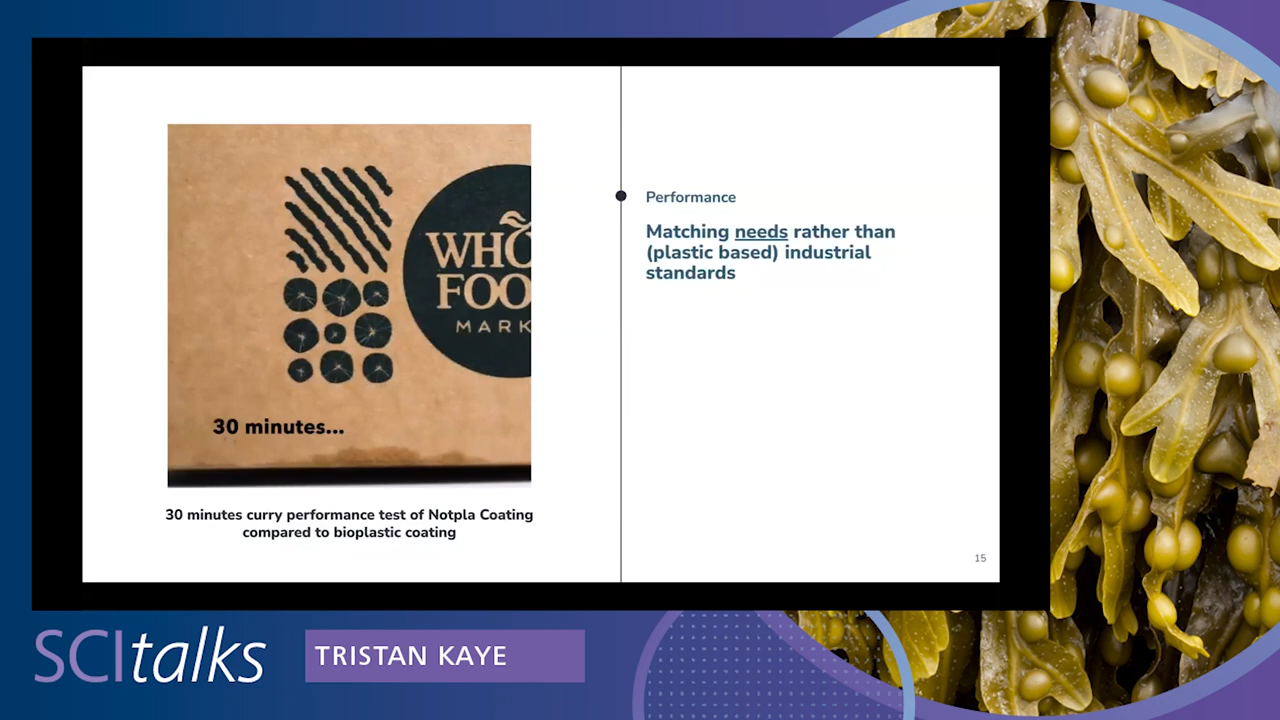 WHO
FOO
MARK
30 minutes...
30 minutes curry performance test of Notpla Coating
compared to bioplastic coating
Performance
Matching needs rather than
(plastic based) industrial
standards
15
SCItalks
TRISTAN KAYE